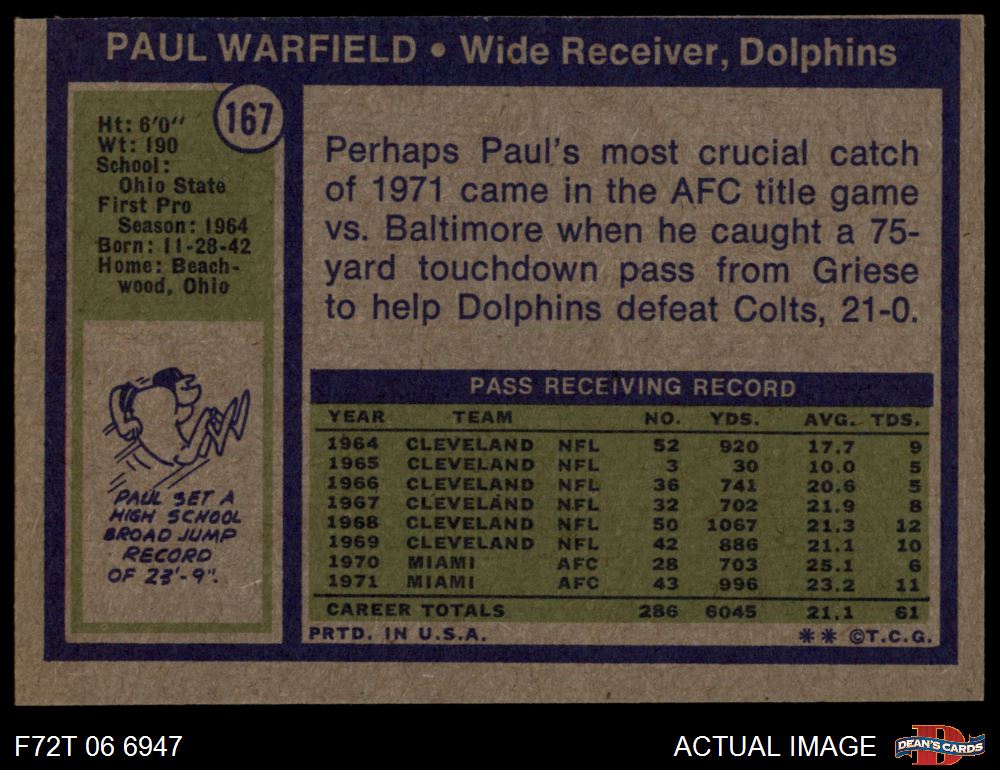 PAUL WARFIELD • Wide Receiver, Dolphins
167
Ht: 6'0"
Wt: 190
School:
Ohio State
First Pro
Season: 1964
Born: 11-28-42
Home: Beach-
wood, Ohio
PAUL SET A
HIGH SCHOOL
BROAD JUMP
RECORD
OF 23'-9".
Perhaps Paul's most crucial catch
of 1971 came in the AFC title game
vs. Baltimore when he caught a 75-
yard touchdown pass from Griese
to help Dolphins defeat Colts, 21-0.
PASS RECEIVING RECORD
YEAR TEAM NO. YDS. AVG. TDS.
1964 CLEVELAND NFL 52 920 17.7 9
1965 CLEVELAND NFL 3 30 10.0 5
1966 CLEVELAND NFL 36 741 20.6 5
1967 CLEVELAND NFL 32 702 21.9 8
1968 CLEVELAND NFL 50 1067 21.3 12
1969 CLEVELAND NFL 42 886 21.1 10
1970 MIAMI AFC 28 703 25.1 6
1971 MIAMI AFC 43 996 23.2 11
CAREER TOTALS 286 6045 21.1 61
PRTD. IN U.S.A. ** ©T.C.G.
F72T 06 6947
ACTUAL IMAGE
DEAN'S CARDS